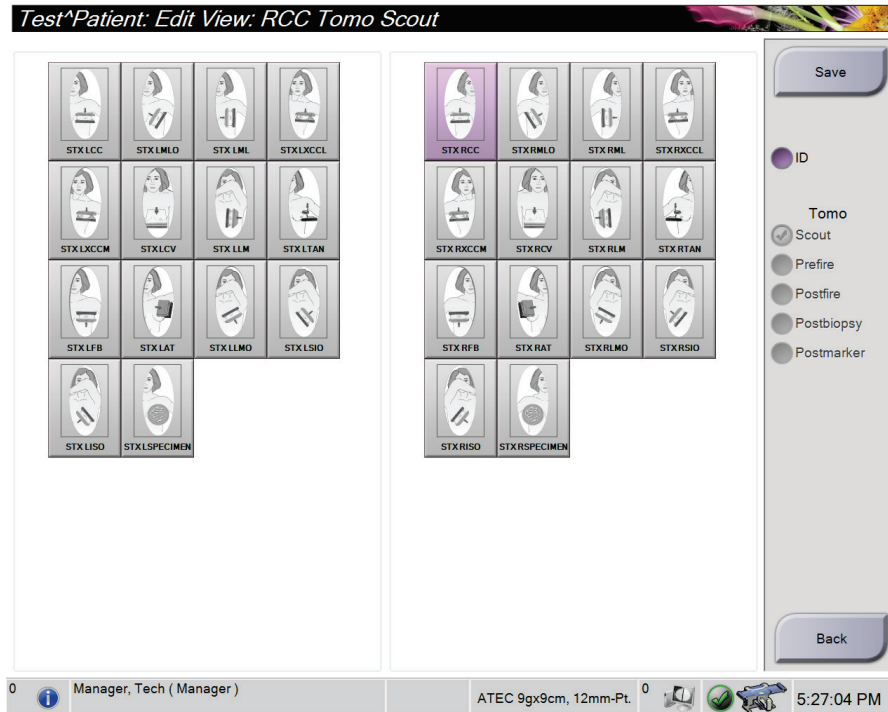 Test^Patient: Edit View: RCC Tomo Scout
STX LCC STX LMLO STX LML STX LXCCL
STX LXCCM STX LCV STX LLM STX LTAN
STX LFB STX LAT STX LLMO STX LSIO
STX LISO STX LSPECIMEN
STX RCC STX RMLO STX RML STX RXCCL
STX RXCCM STX RCV STX RLM STX RTAN
STX RFB STX RAT STX RLMO STX RSIO
STX RISO STX RSPECIMEN
Save
ID
Tomo
Scout
Prefire
Postfire
Postbiopsy
Postmarker
Back
0 Manager, Tech ( Manager ) ATEC 9gx9cm, 12mm-Pt. 0 5:27:04 PM